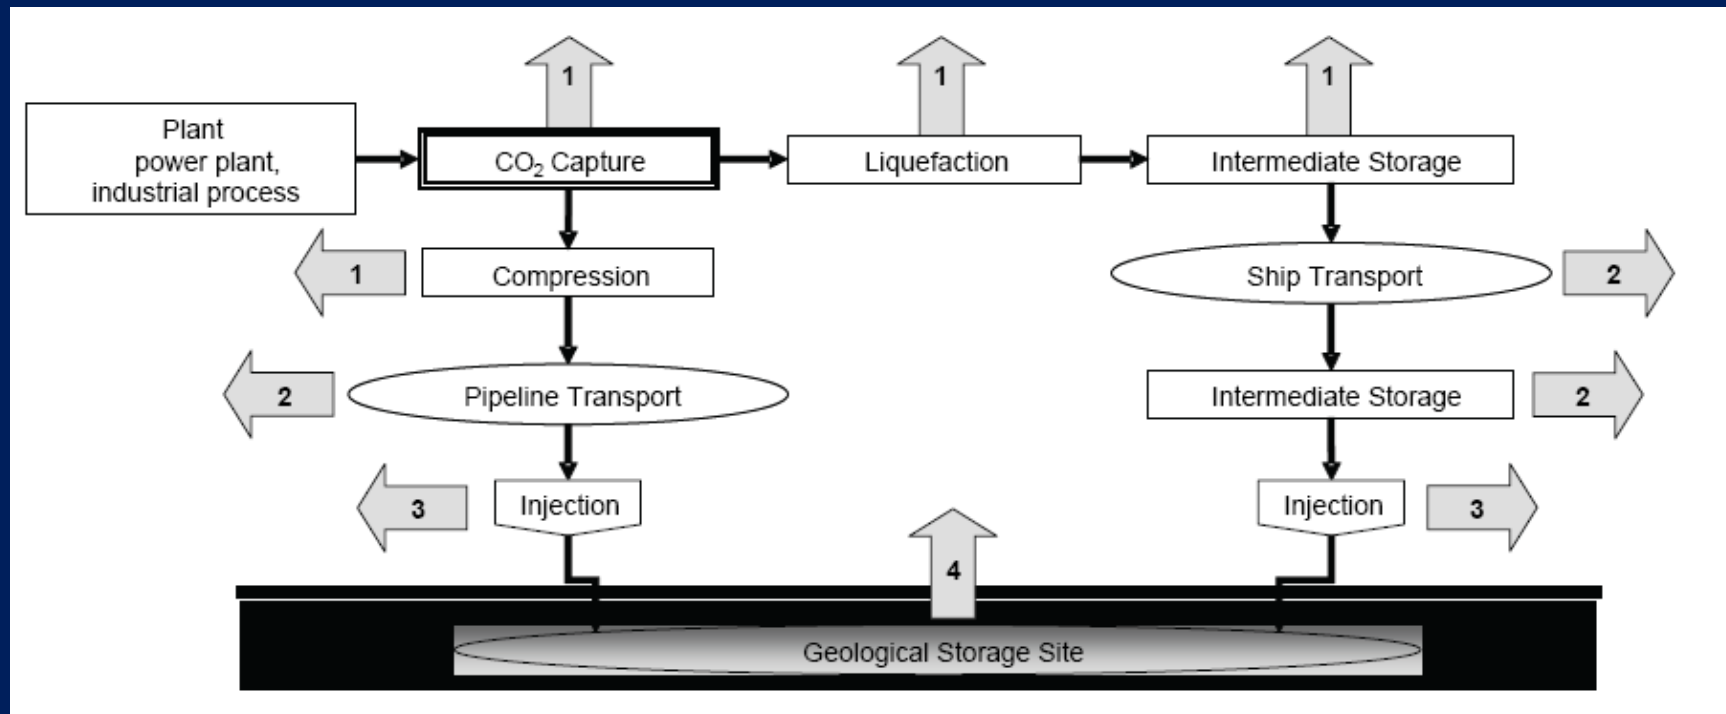 1
1
1
Plant
power plant,
industrial process
CO₂ Capture
Liquefaction
Intermediate Storage
1
Compression
Ship Transport
2
2
Pipeline Transport
Intermediate Storage
2
3
Injection
Injection
3
4
Geological Storage Site